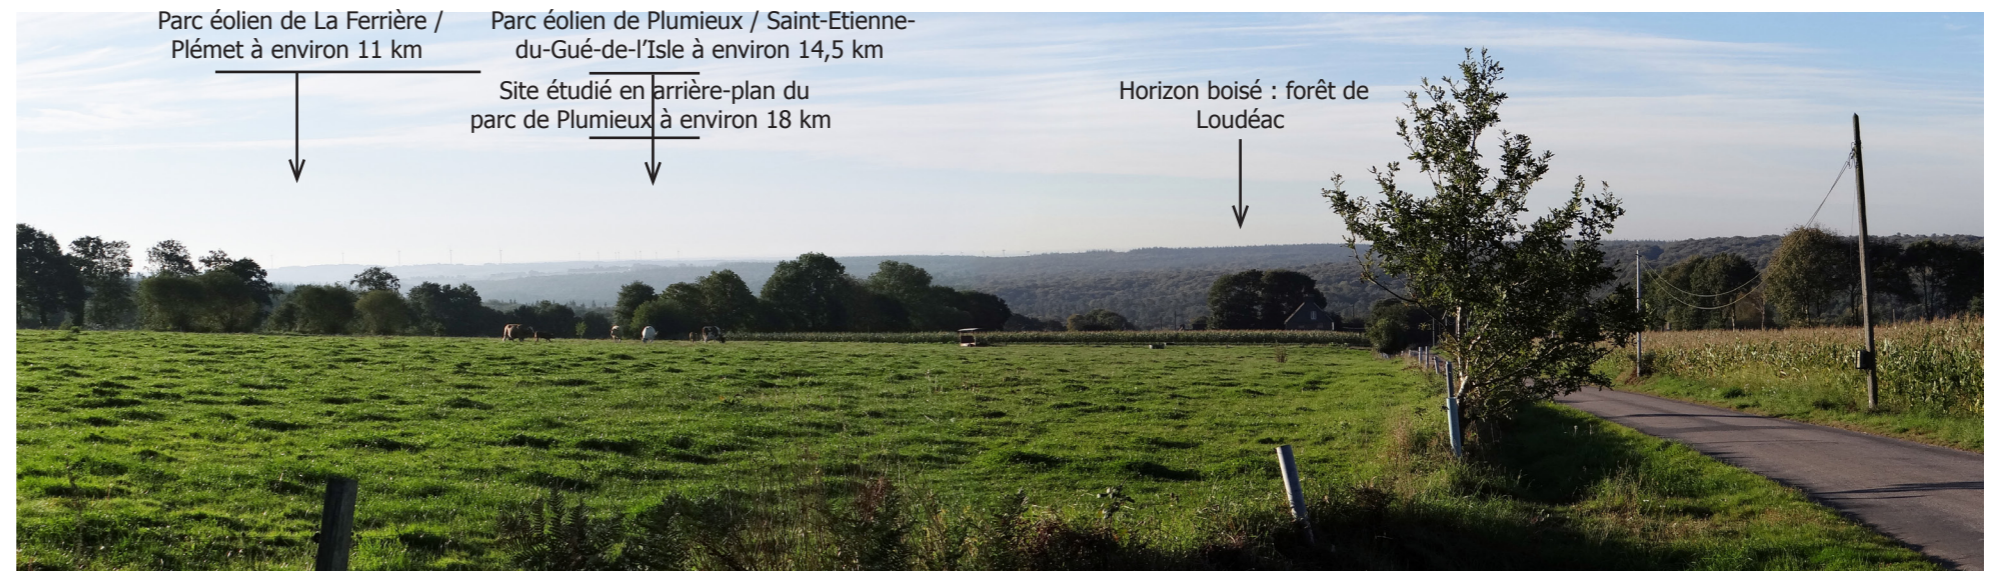 Parc éolien de La Ferrière /
Plémet à environ 11 km
Parc éolien de Plumieux / Saint-Etienne-
du-Gué-de-l'Isle à environ 14,5 km
Site étudié en arrière-plan du
parc de Plumieux à environ 18 km
Horizon boisé : forêt de
Loudéac